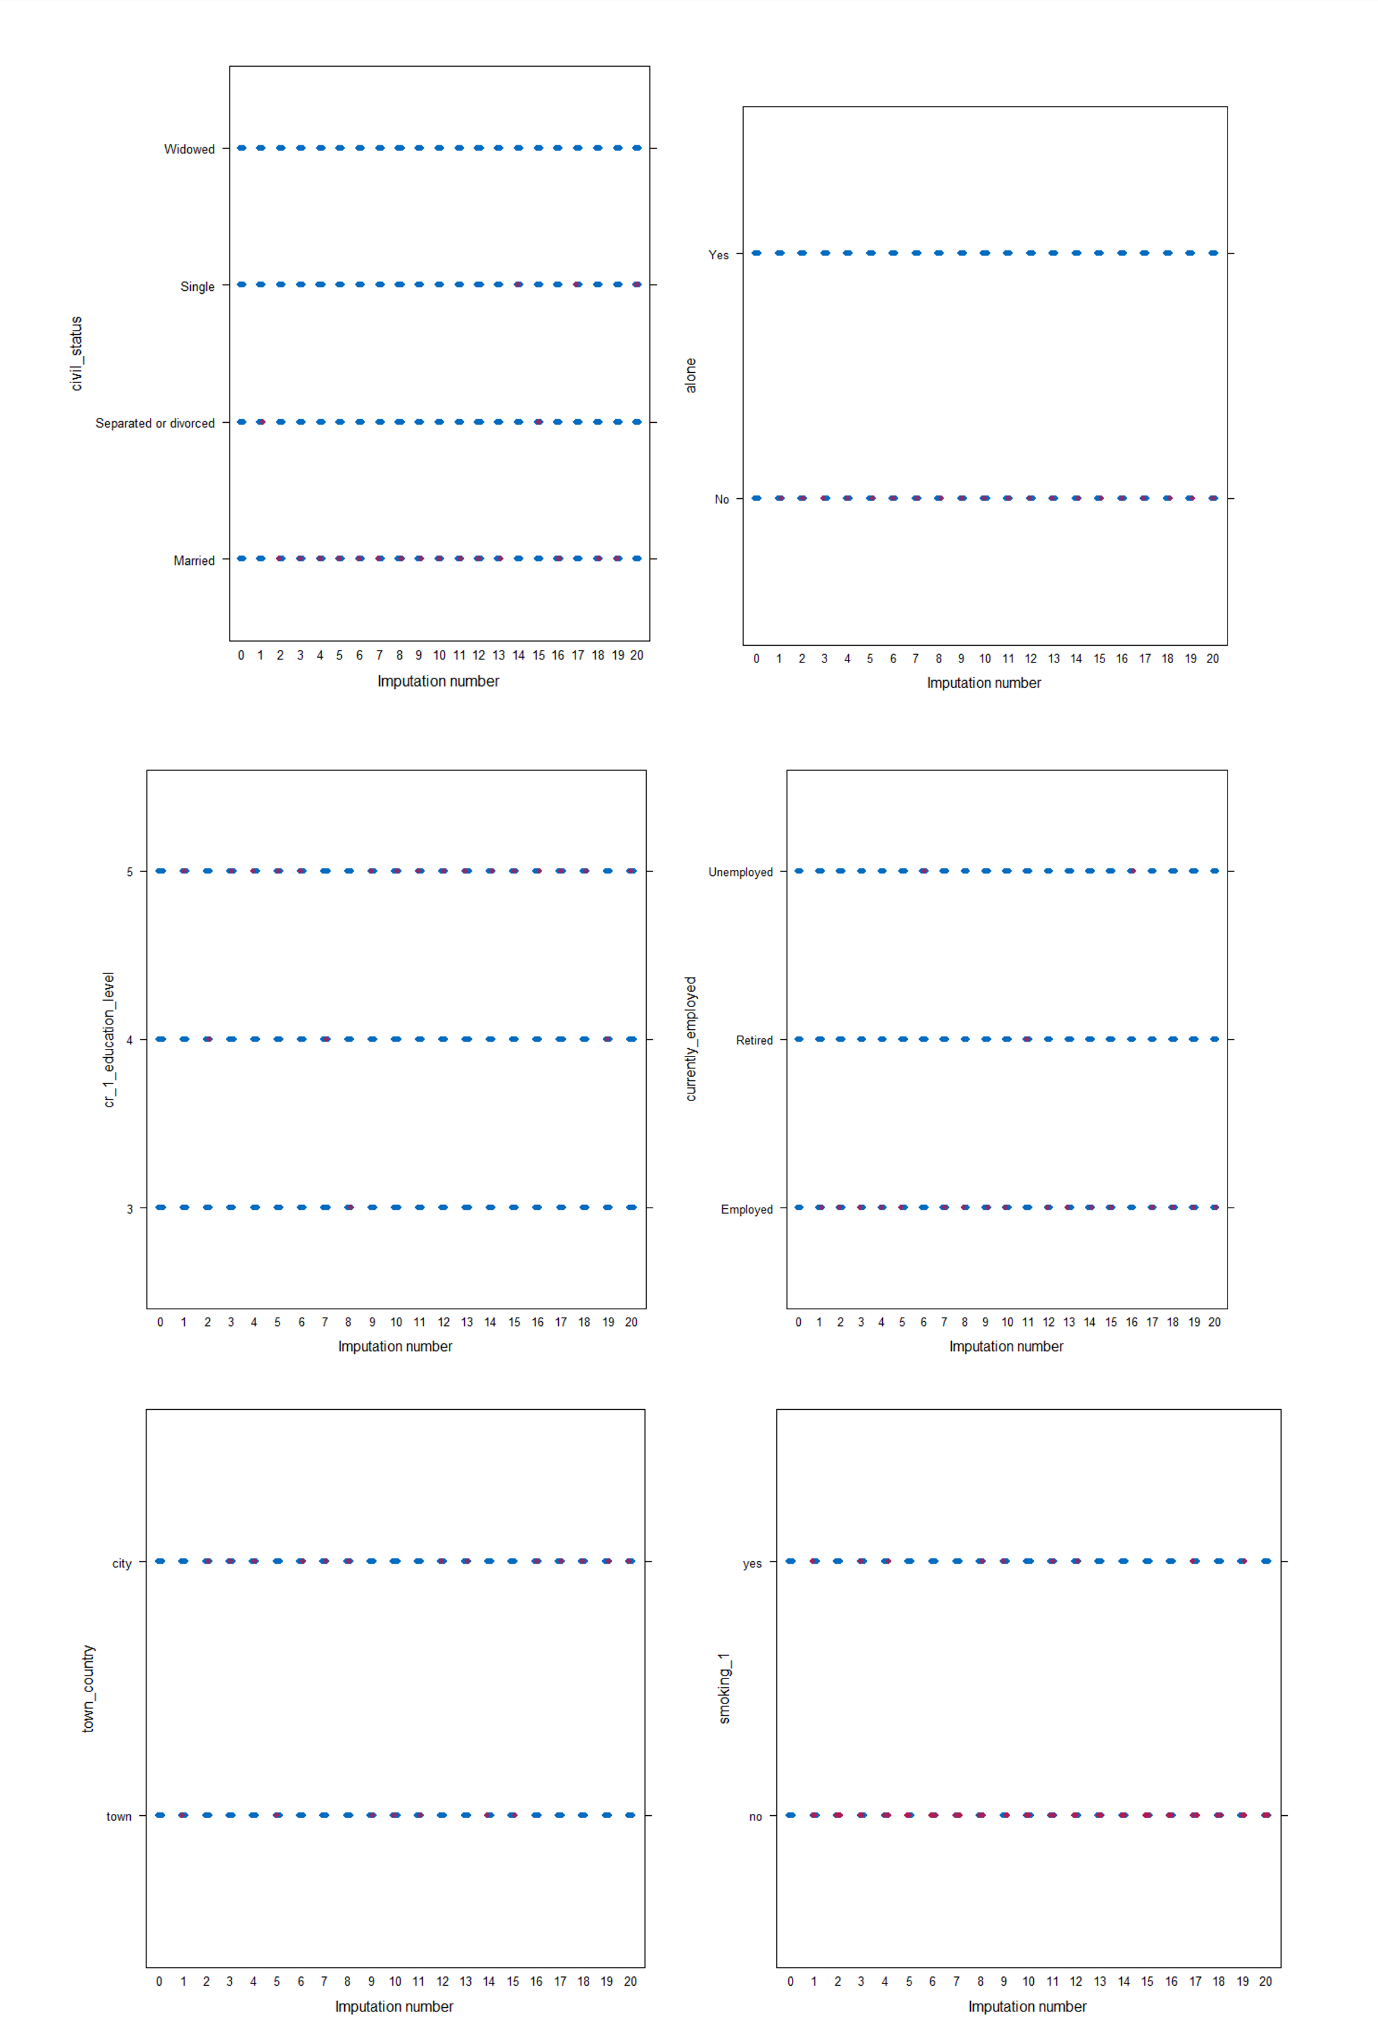 civil_status
Widowed
Single
Separated or divorced
Married
0 1 2 3 4 5 6 7 8 9 10 11 12 13 14 15 16 17 18 19 20
Imputation number
alone
Yes
No
0 1 2 3 4 5 6 7 8 9 10 11 12 13 14 15 16 17 18 19 20
Imputation number
cr_1_education_level
5
4
3
0 1 2 3 4 5 6 7 8 9 10 11 12 13 14 15 16 17 18 19 20
Imputation number
currently_employed
Unemployed
Retired
Employed
0 1 2 3 4 5 6 7 8 9 10 11 12 13 14 15 16 17 18 19 20
Imputation number
town_country
city
town
0 1 2 3 4 5 6 7 8 9 10 11 12 13 14 15 16 17 18 19 20
Imputation number
smoking_1
yes
no
0 1 2 3 4 5 6 7 8 9 10 11 12 13 14 15 16 17 18 19 20
Imputation number